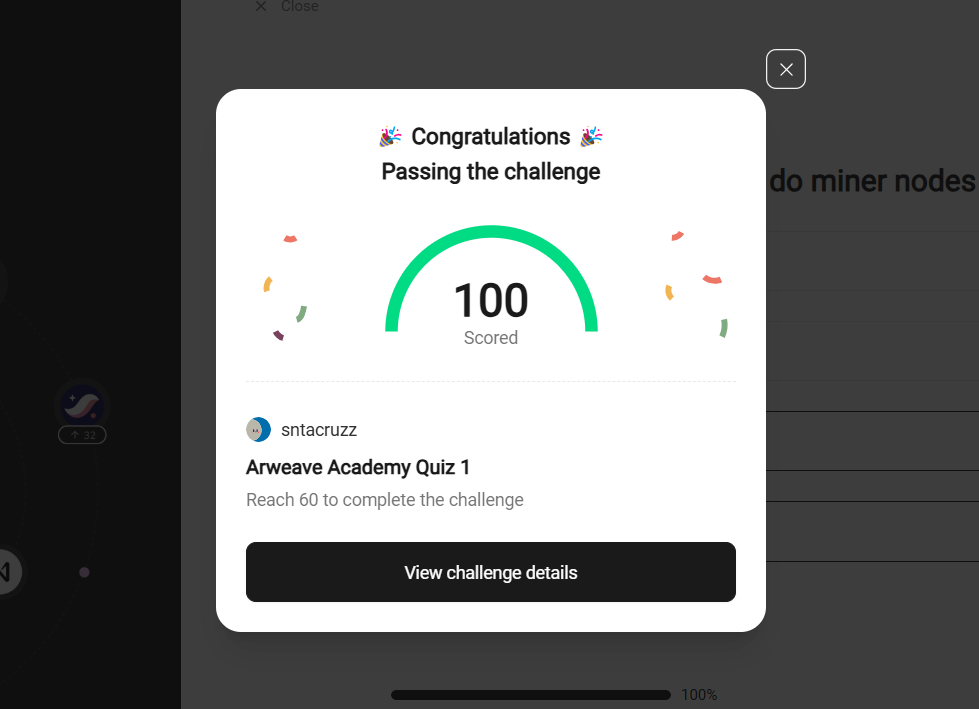 Close
Congratulations
Passing the challenge
do miner nodes
100
Scored
32
sntacruzz
Arweave Academy Quiz 1
Reach 60 to complete the challenge
View challenge details
100%